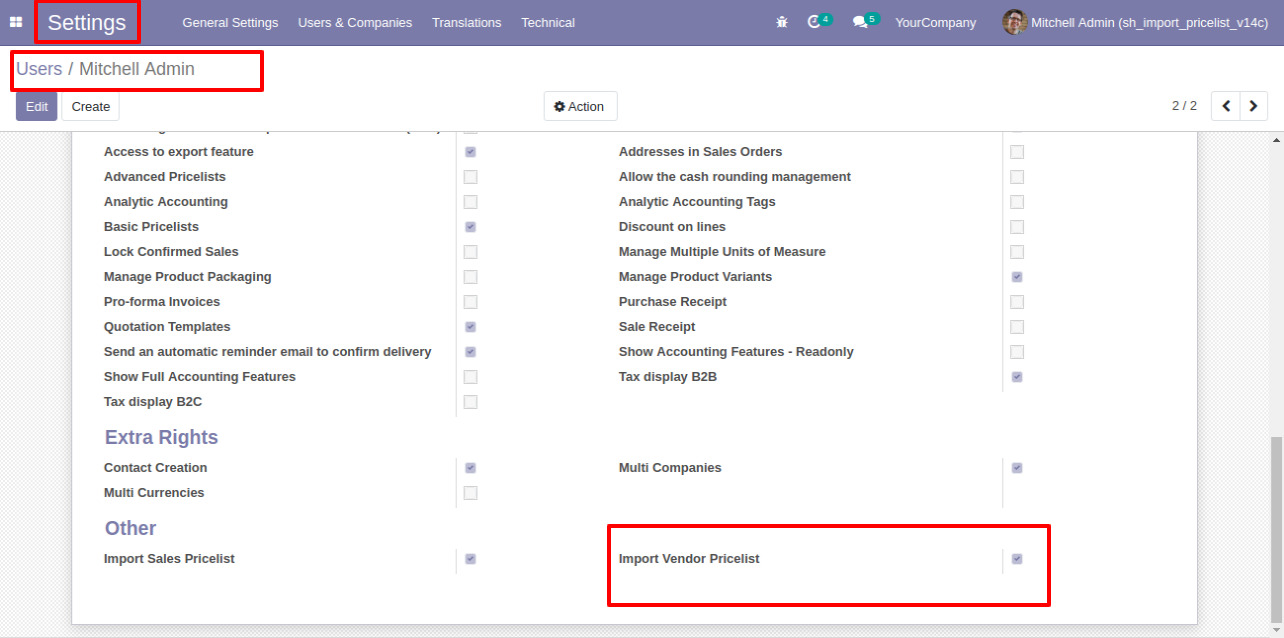 Settings General Settings Users & Companies Translations Technical 4 5 YourCompany Mitchell Admin (sh_import_pricelist_v14c)
Users / Mitchell Admin
Edit Create Action 2 / 2
Access to export feature Addresses in Sales Orders
Advanced Pricelists Allow the cash rounding management
Analytic Accounting Analytic Accounting Tags
Basic Pricelists Discount on lines
Lock Confirmed Sales Manage Multiple Units of Measure
Manage Product Packaging Manage Product Variants
Pro-forma Invoices Purchase Receipt
Quotation Templates Sale Receipt
Send an automatic reminder email to confirm delivery Show Accounting Features - Readonly
Show Full Accounting Features Tax display B2B
Tax display B2C
Extra Rights
Contact Creation Multi Companies
Multi Currencies
Other
Import Sales Pricelist Import Vendor Pricelist